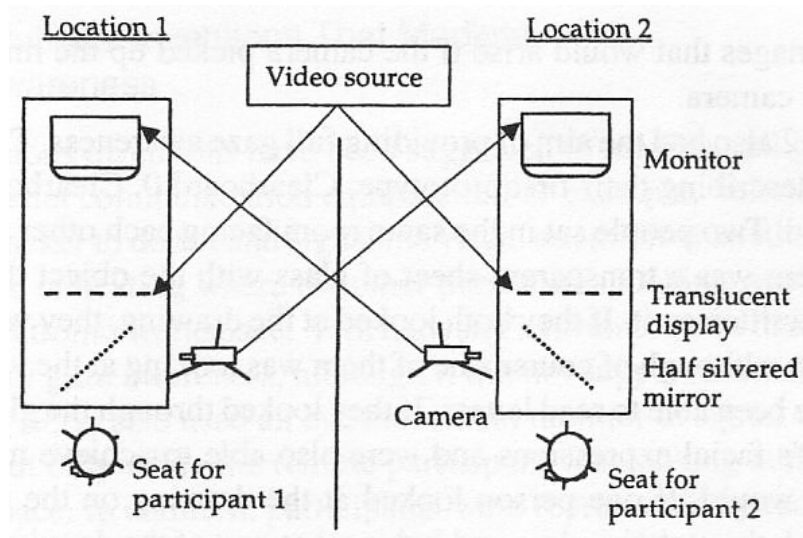 Location 1
Location 2
Video source
Monitor
Translucent
display
Half silvered
mirror
Camera
Seat for
participant 1
Seat for
participant 2